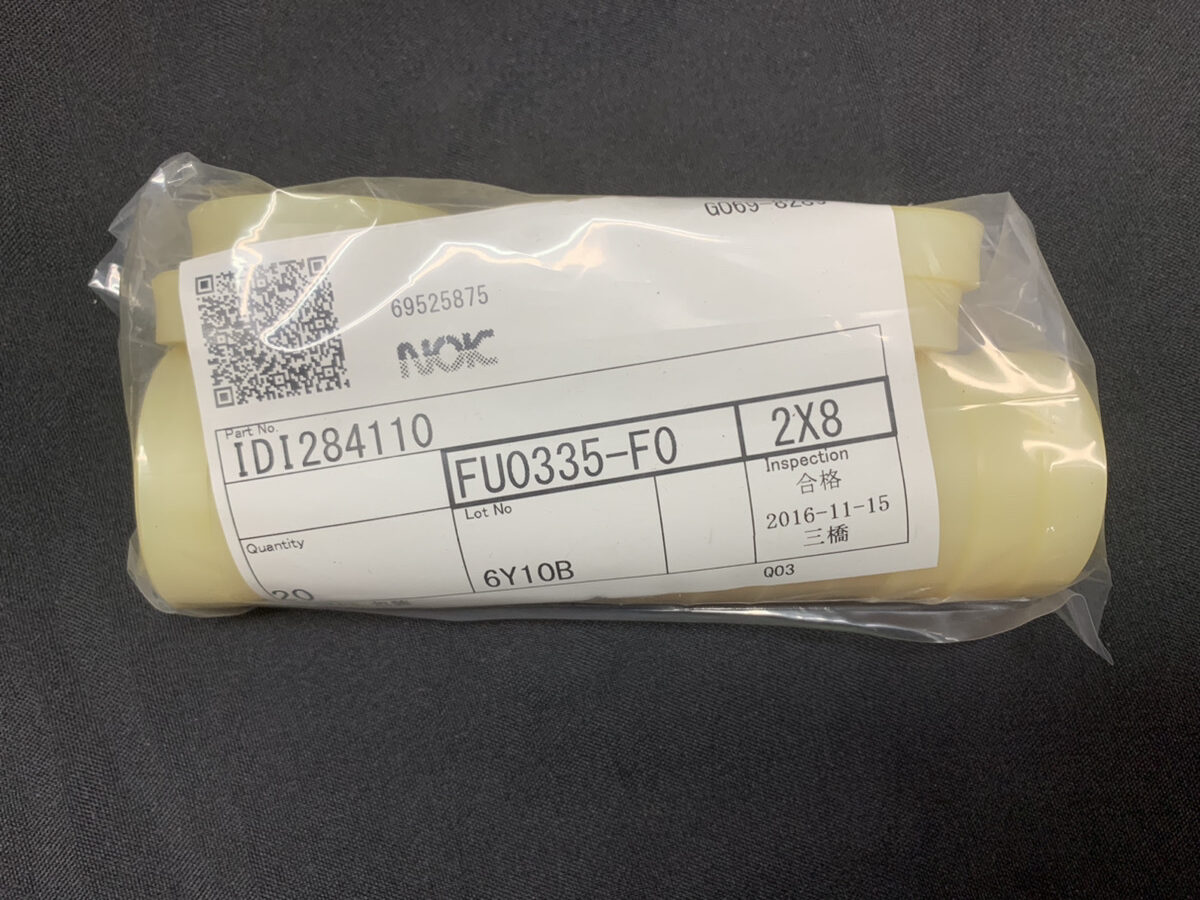 69525875
NOK
Part No.
IDI284110
FU0335-F0
2X8
Quantity
20
Lot No
6Y10B
Inspection
合格
2016-11-15
三橋
Q03